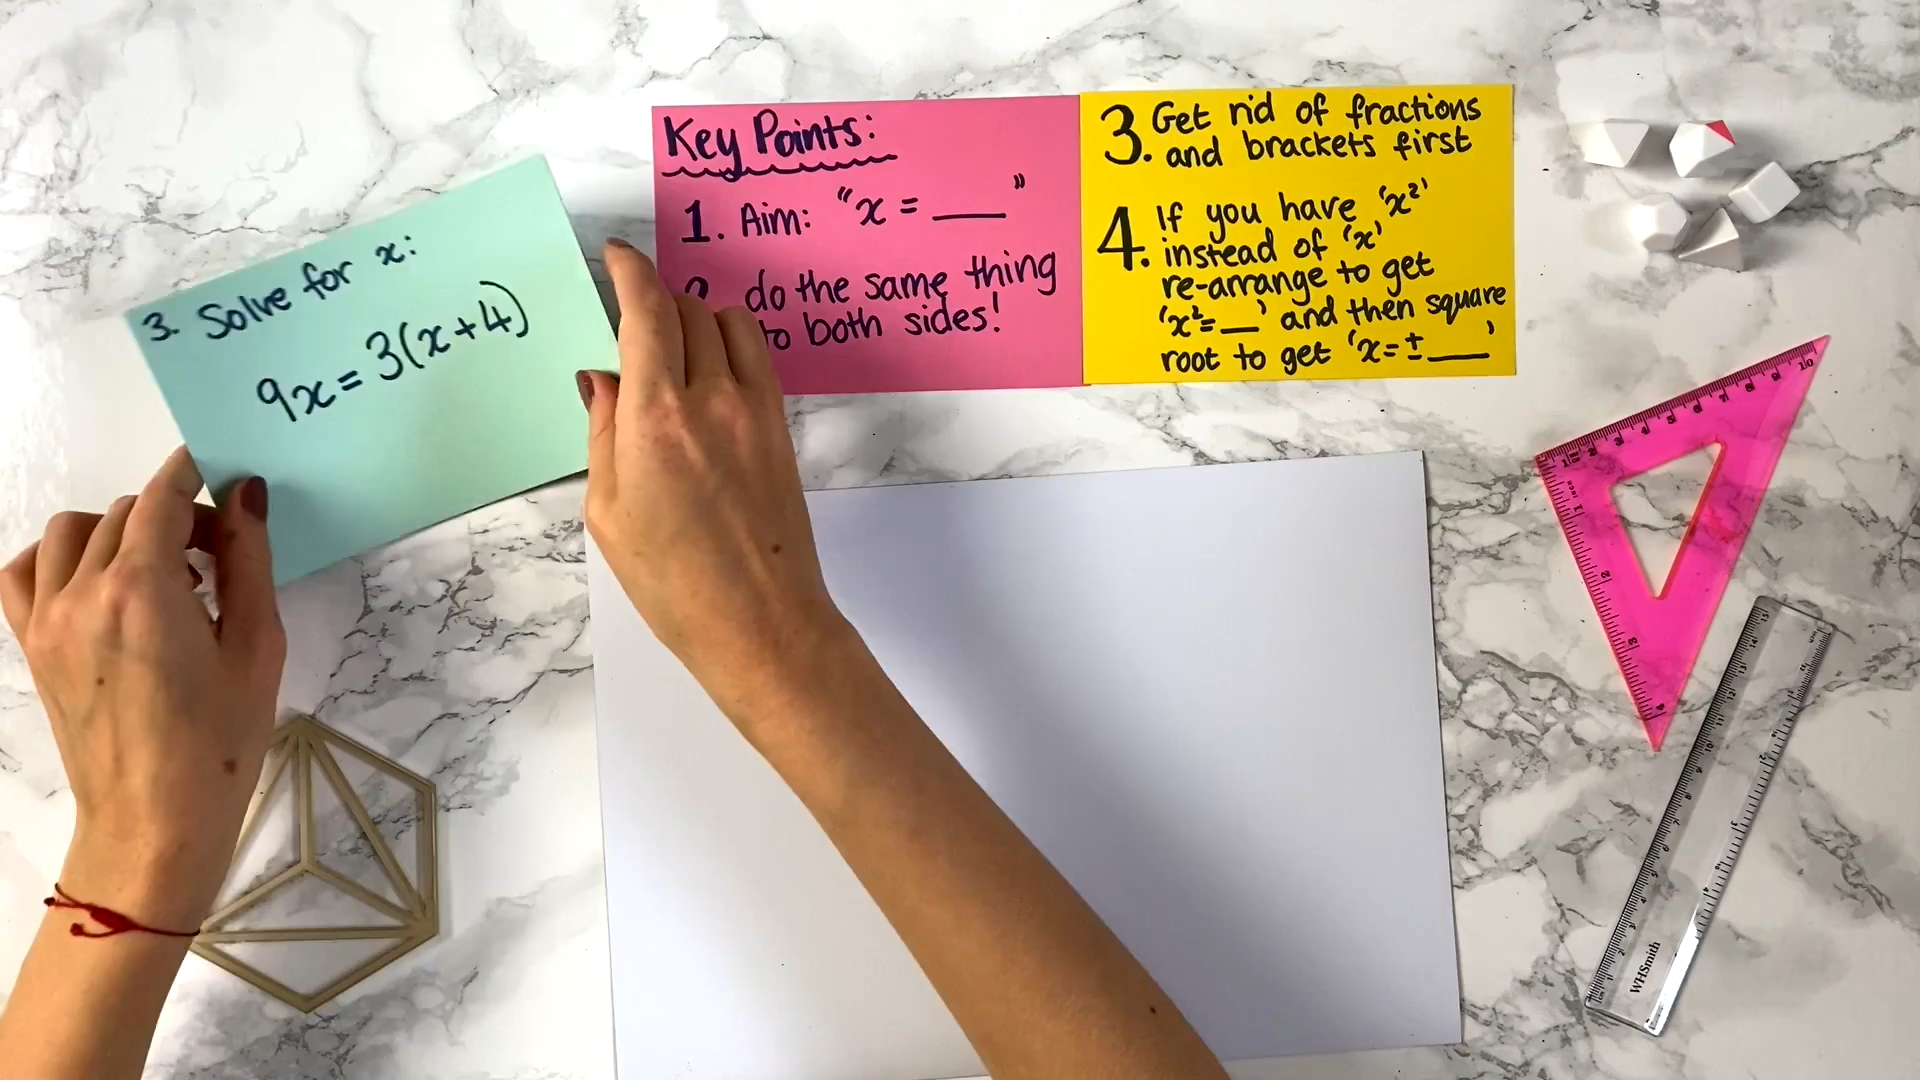 3. Solve for x:
9x = 3(x+4)
Key Points:
1. Aim: "x = ___"
2. do the same thing
to both sides!
3. Get rid of fractions
and brackets first
4. If you have 'x²'
instead of 'x'
re-arrange to get
'x²=__' and then square
root to get 'x=±___'
WHSmith